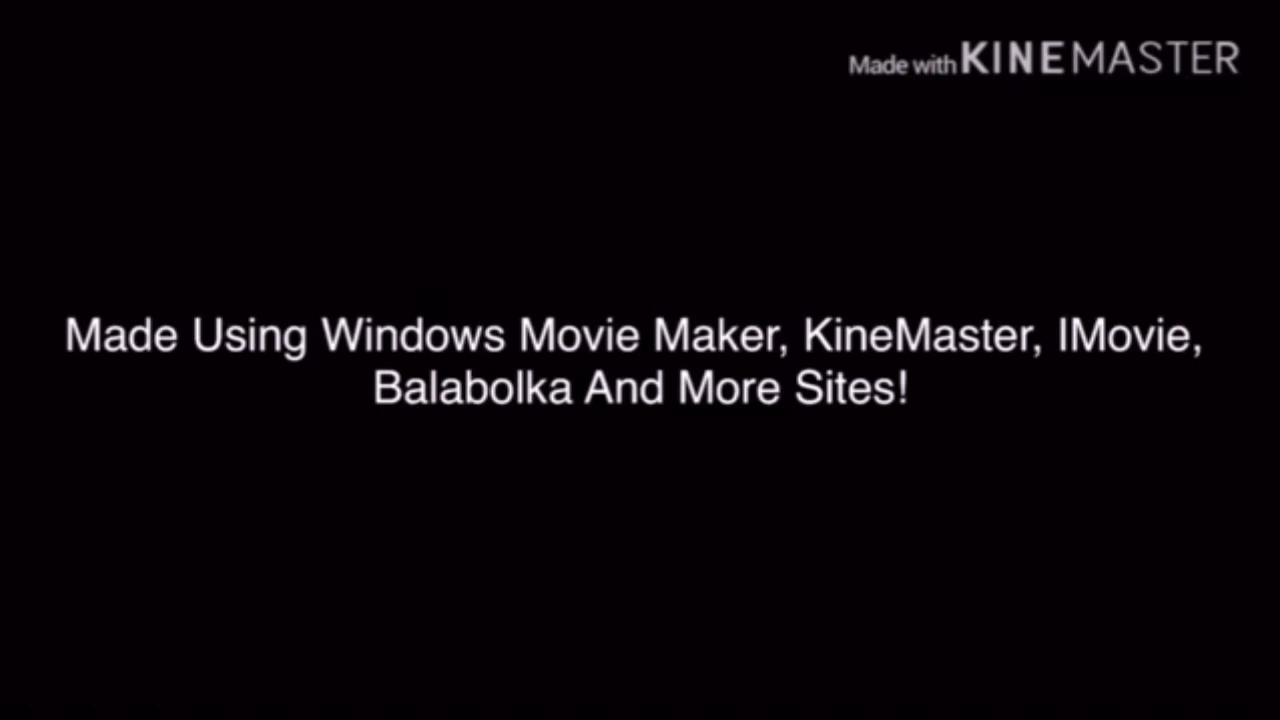 Made with KINEMASTER
Made Using Windows Movie Maker, KineMaster, IMovie,
Balabolka And More Sites!